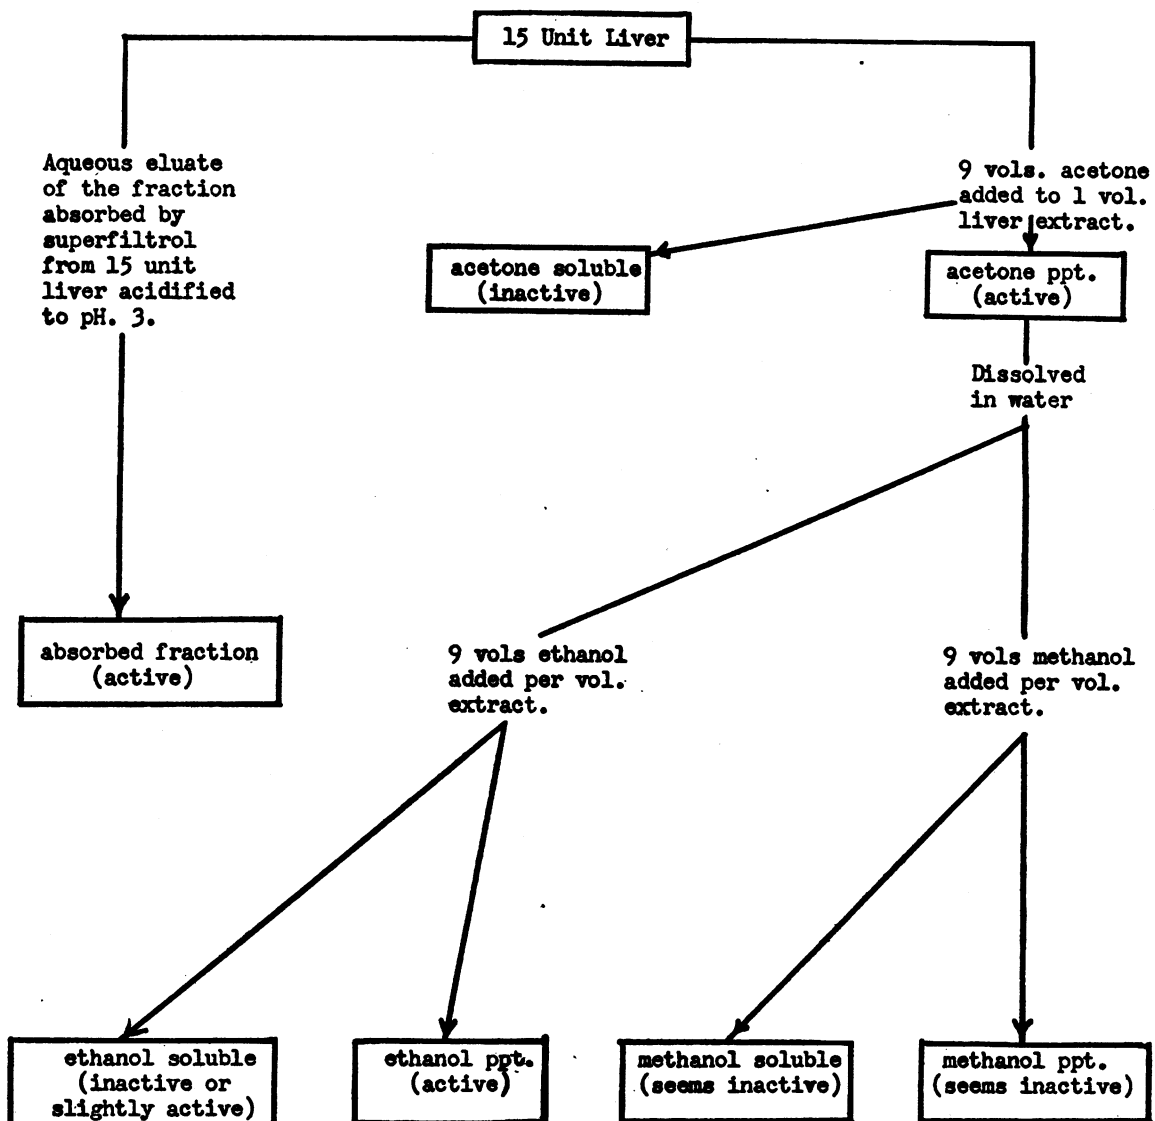 15 Unit Liver
Aqueous eluate
of the fraction
absorbed by
superfiltrol
from 15 unit
liver acidified
to pH. 3.
9 vols. acetone
added to 1 vol.
liver extract.
acetone soluble
(inactive)
acetone ppt.
(active)
Dissolved
in water
absorbed fraction
(active)
9 vols ethanol
added per vol.
extract.
9 vols methanol
added per vol.
extract.
ethanol soluble
(inactive or
slightly active)
ethanol ppt.
(active)
methanol soluble
(seems inactive)
methanol ppt.
(seems inactive)